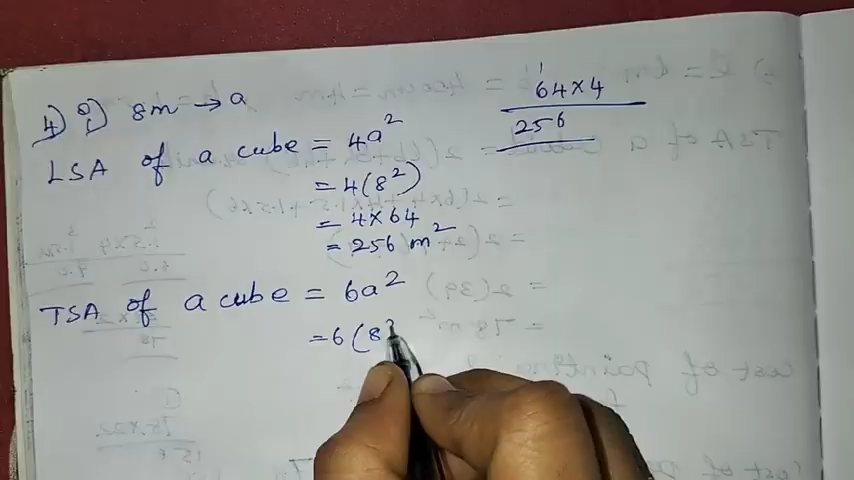 4) i) 8m → a
LSA of a cube = 4a²
= 4(8²)
= 4×64
= 256 m²
TSA of a cube = 6a²
= 6(8²
64×4
256